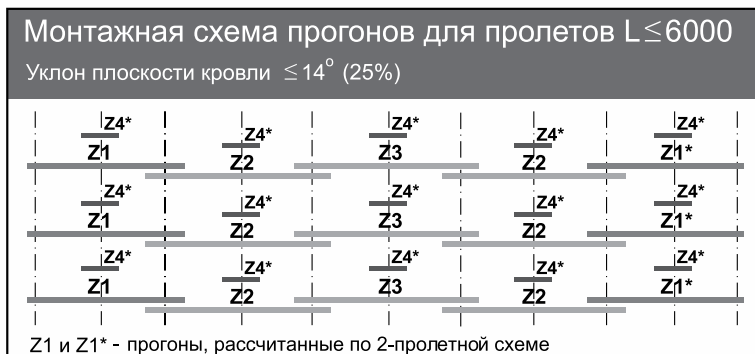 Монтажная схема прогонов для пролетов L≤6000
Уклон плоскости кровли ≤14° (25%)
Z4* Z4* Z4* Z4* Z4*
Z1 Z2 Z3 Z2 Z1*
Z4* Z4* Z4* Z4* Z4*
Z1 Z2 Z3 Z2 Z1*
Z4* Z4* Z4* Z4* Z4*
Z1 Z2 Z3 Z2 Z1*
Z1 и Z1* - прогоны, рассчитанные по 2-пролетной схеме